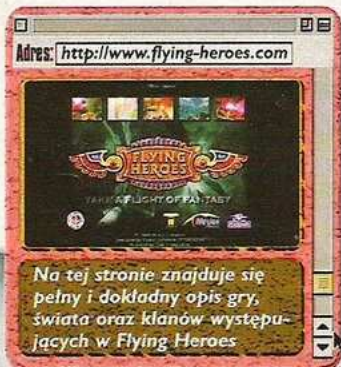 Adres: http://www.flying-heroes.com
FLYING
HEROES
TAKE A FLIGHT OF FANTASY
Na tej stronie znajduje się
pełny i dokładny opis gry,
świata oraz klanów występu-
jących w Flying Heroes